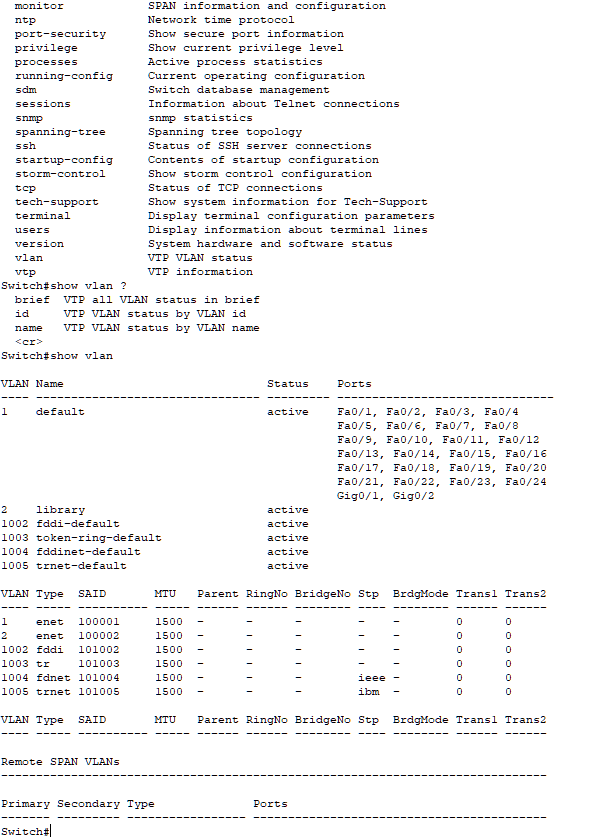 monitor SPAN information and configuration
ntp Network time protocol
port-security Show secure port information
privilege Show current privilege level
processes Active process statistics
running-config Current operating configuration
sdm Switch database management
sessions Information about Telnet connections
snmp snmp statistics
spanning-tree Spanning tree topology
ssh Status of SSH server connections
startup-config Contents of startup configuration
storm-control Show storm control configuration
tcp Status of TCP connections
tech-support Show system information for Tech-Support
terminal Display terminal configuration parameters
users Display information about terminal lines
version System hardware and software status
vlan VTP VLAN status
vtp VTP information
Switch#show vlan ?
brief VTP all VLAN status in brief
id VTP VLAN status by VLAN id
name VTP VLAN status by VLAN name
<cr>
Switch#show vlan
VLAN Name Status Ports
---- -------------------------------- --------- -------------------------------
1 default active Fa0/1, Fa0/2, Fa0/3, Fa0/4
Fa0/5, Fa0/6, Fa0/7, Fa0/8
Fa0/9, Fa0/10, Fa0/11, Fa0/12
Fa0/13, Fa0/14, Fa0/15, Fa0/16
Fa0/17, Fa0/18, Fa0/19, Fa0/20
Fa0/21, Fa0/22, Fa0/23, Fa0/24
Gig0/1, Gig0/2
2 library active
1002 fddi-default active
1003 token-ring-default active
1004 fddinet-default active
1005 trnet-default active
VLAN Type SAID MTU Parent RingNo BridgeNo Stp BrdgMode Trans1 Trans2
---- ----- ---------- ----- ------ ------ -------- ---- -------- ------ ------
1 enet 100001 1500 - - - - - 0 0
2 enet 100002 1500 - - - - - 0 0
1002 fddi 101002 1500 - - - - - 0 0
1003 tr 101003 1500 - - - - - 0 0
1004 fdnet 101004 1500 - - - ieee - 0 0
1005 trnet 101005 1500 - - - ibm - 0 0
VLAN Type SAID MTU Parent RingNo BridgeNo Stp BrdgMode Trans1 Trans2
---- ----- ---------- ----- ------ ------ -------- ---- -------- ------ ------
Remote SPAN VLANs
------------------------------------------------------------------------------
Primary Secondary Type Ports
------- --------- ----------------- ------------------------------------------
Switch#